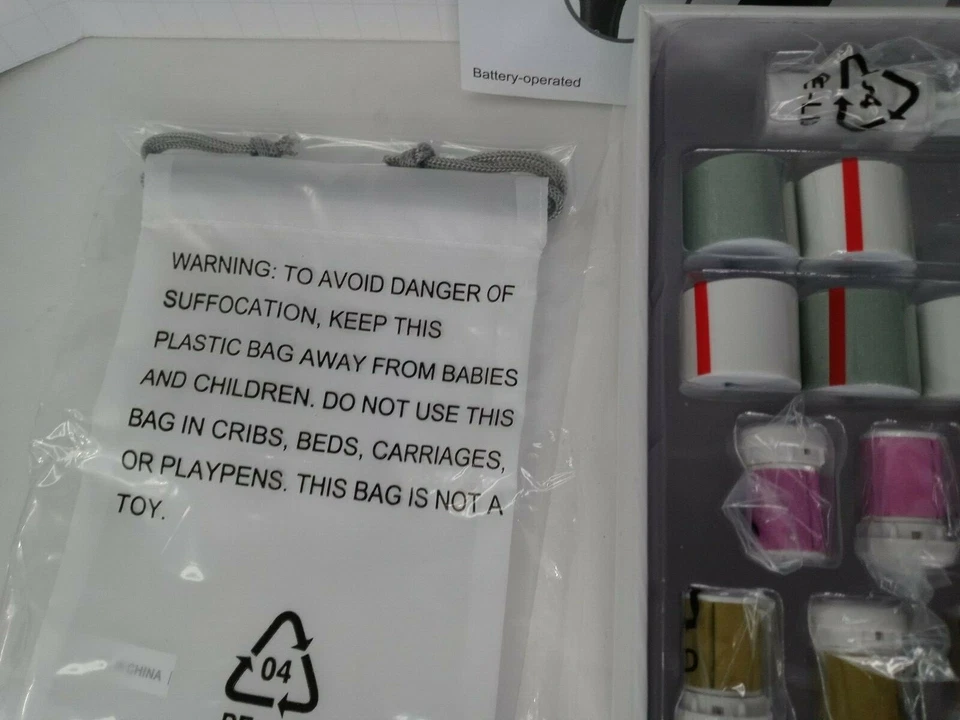 Battery-operated
WARNING: TO AVOID DANGER OF
SUFFOCATION, KEEP THIS
PLASTIC BAG AWAY FROM BABIES
AND CHILDREN. DO NOT USE THIS
BAG IN CRIBS, BEDS, CARRIAGES,
OR PLAYPENS. THIS BAG IS NOT A
TOY.
04
CHINA